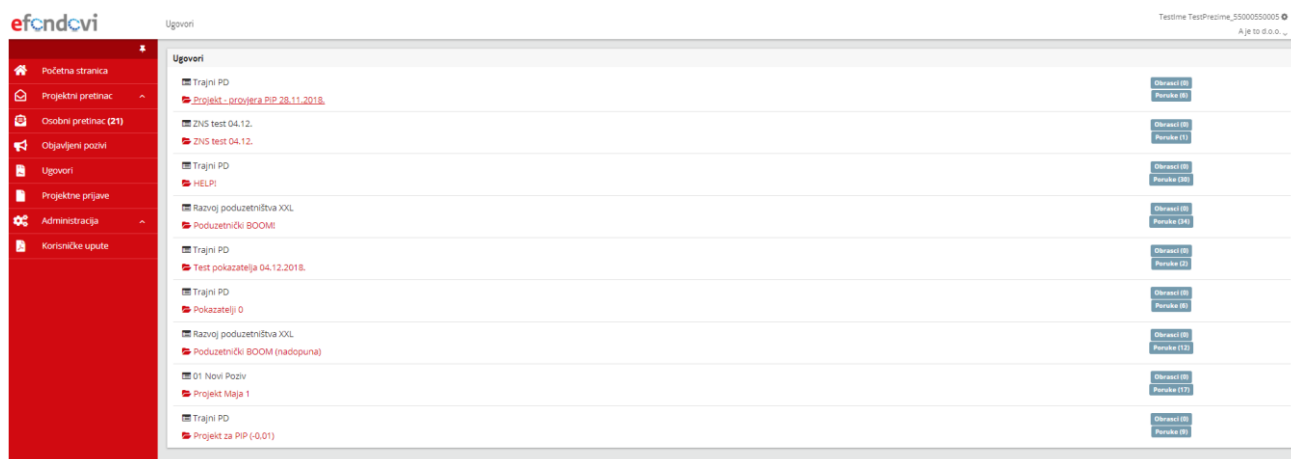 efondovi
Ugovori
TestIme TestPrezime_55000550005
A je to d.o.o.
Početna stranica
Projektni pretinac
Osobni pretinac (21)
Objavljeni pozivi
Ugovori
Projektne prijave
Administracija
Korisničke upute
Ugovori
Trajni PD
Obrasci (0)
Projekt - provjera PiP 28.11.2018.
Poruke (6)
ZNS test 04.12.
Obrasci (0)
ZNS test 04.12.
Poruke (1)
Trajni PD
Obrasci (0)
HELP!
Poruke (30)
Razvoj poduzetništva XXL
Obrasci (0)
Poduzetnički BOOM!
Poruke (34)
Trajni PD
Obrasci (0)
Test pokazatelja 04.12.2018.
Poruke (2)
Trajni PD
Obrasci (0)
Pokazatelji 0
Poruke (6)
Razvoj poduzetništva XXL
Obrasci (0)
Poduzetnički BOOM (nadopuna)
Poruke (12)
01 Novi Poziv
Obrasci (0)
Projekt Maja 1
Poruke (17)
Trajni PD
Obrasci (0)
Projekt za PiP (-0.01)
Poruke (9)